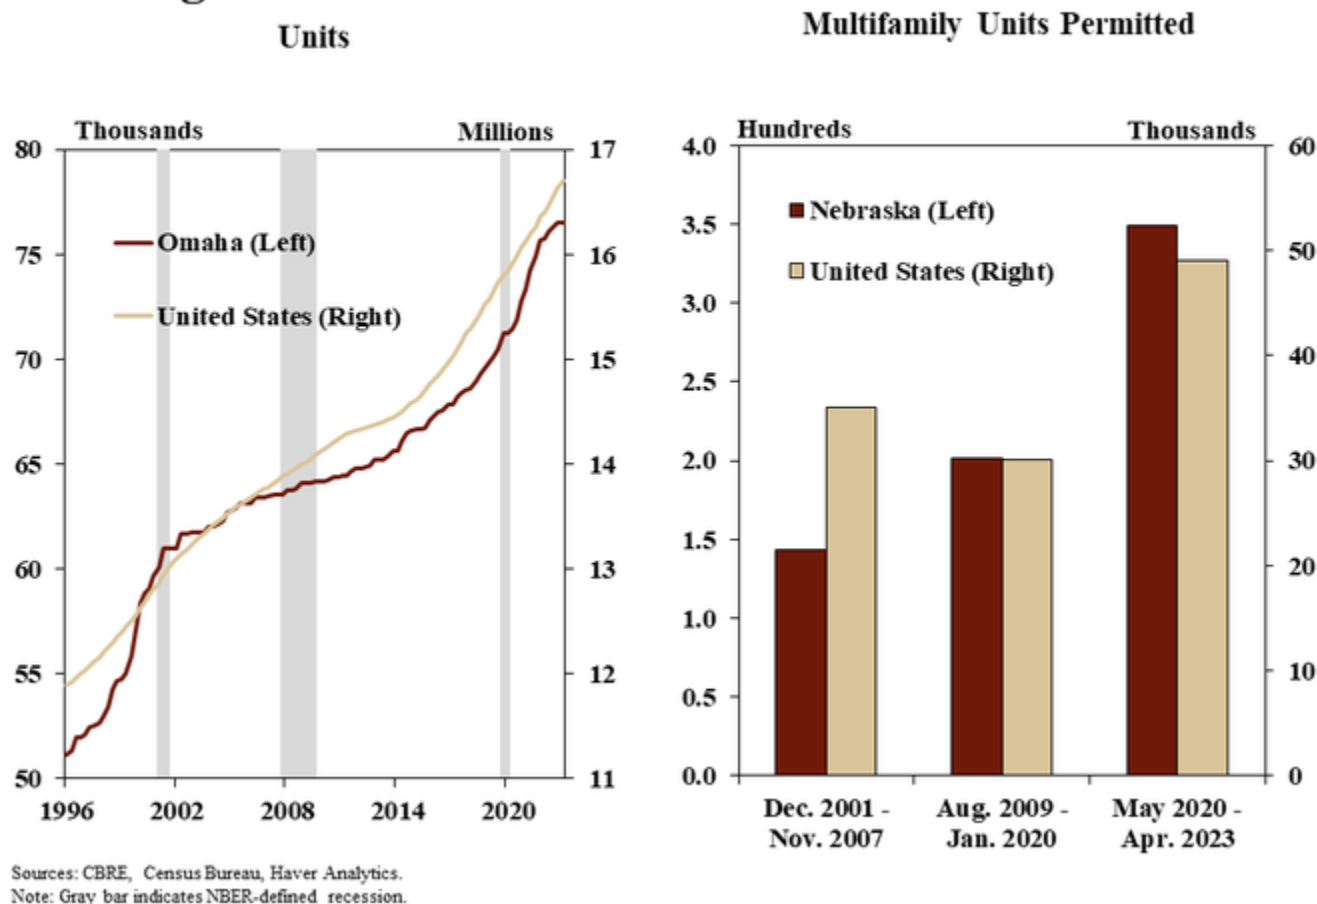 Units
Thousands
Millions
80
75
70
65
60
55
50
17
16
15
14
13
12
11
Omaha (Left)
United States (Right)
1996
2002
2008
2014
2020
Multifamily Units Permitted
Hundreds
Thousands
4.0
3.5
3.0
2.5
2.0
1.5
1.0
0.5
0.0
60
50
40
30
20
10
0
Nebraska (Left)
United States (Right)
Dec. 2001 -
Nov. 2007
Aug. 2009 -
Jan. 2020
May 2020 -
Apr. 2023
Sources: CBRE, Census Bureau, Haver Analytics.
Note: Gray bar indicates NBER-defined recession.